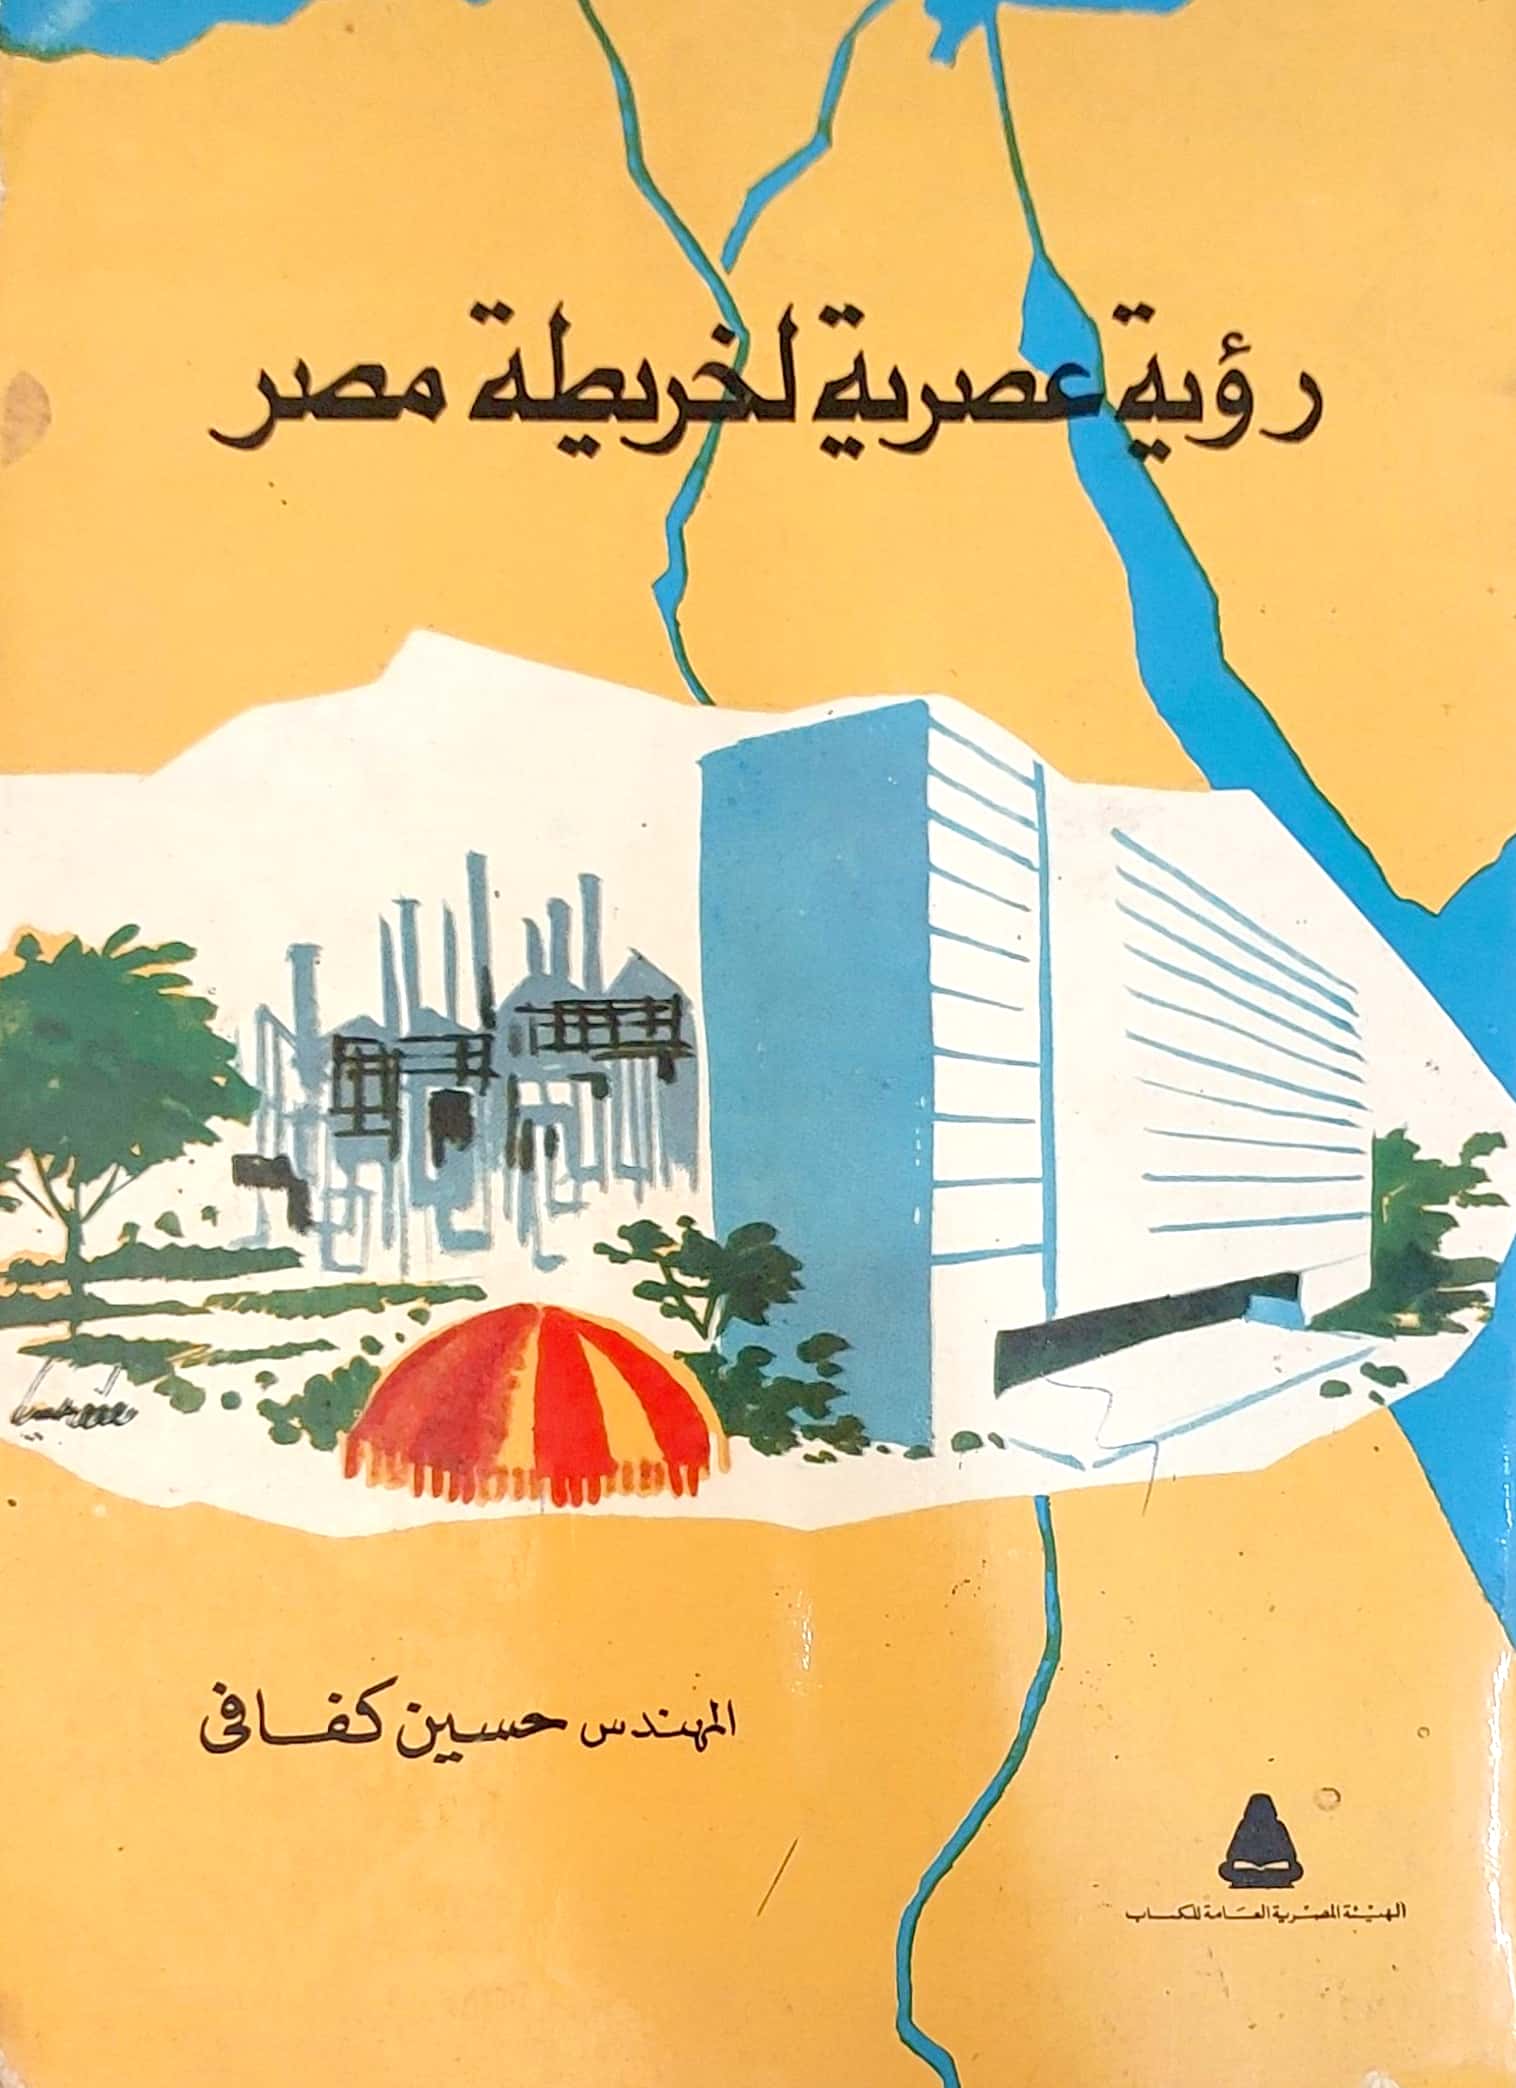 رؤية عصرية لخريطة مصر
المهندس حسين كفافى
الهيئة المصرية العامة للكتاب